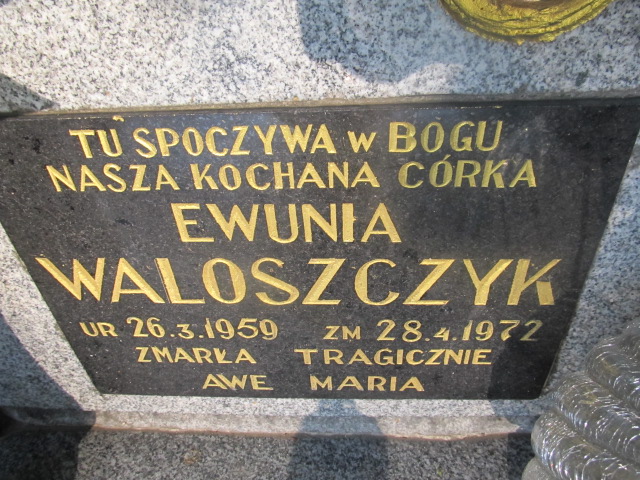 TU SPOCZYWA W BOGU
NASZA KOCHANA CÓRKA
EWUNIA
WALOSZCZYK
UR 26.3.1959 ZM 28.4.1972
ZMARŁA TRAGICZNIE
AWE MARIA